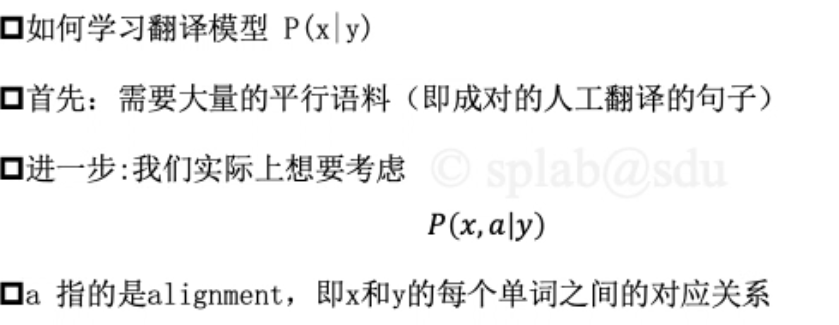 如何学习翻译模型 P(x|y)
首先：需要大量的平行语料（即成对的人工翻译的句子）
进一步:我们实际上想要考虑
© splab@sdu
P(x,a|y)
a 指的是alignment，即x和y的每个单词之间的对应关系